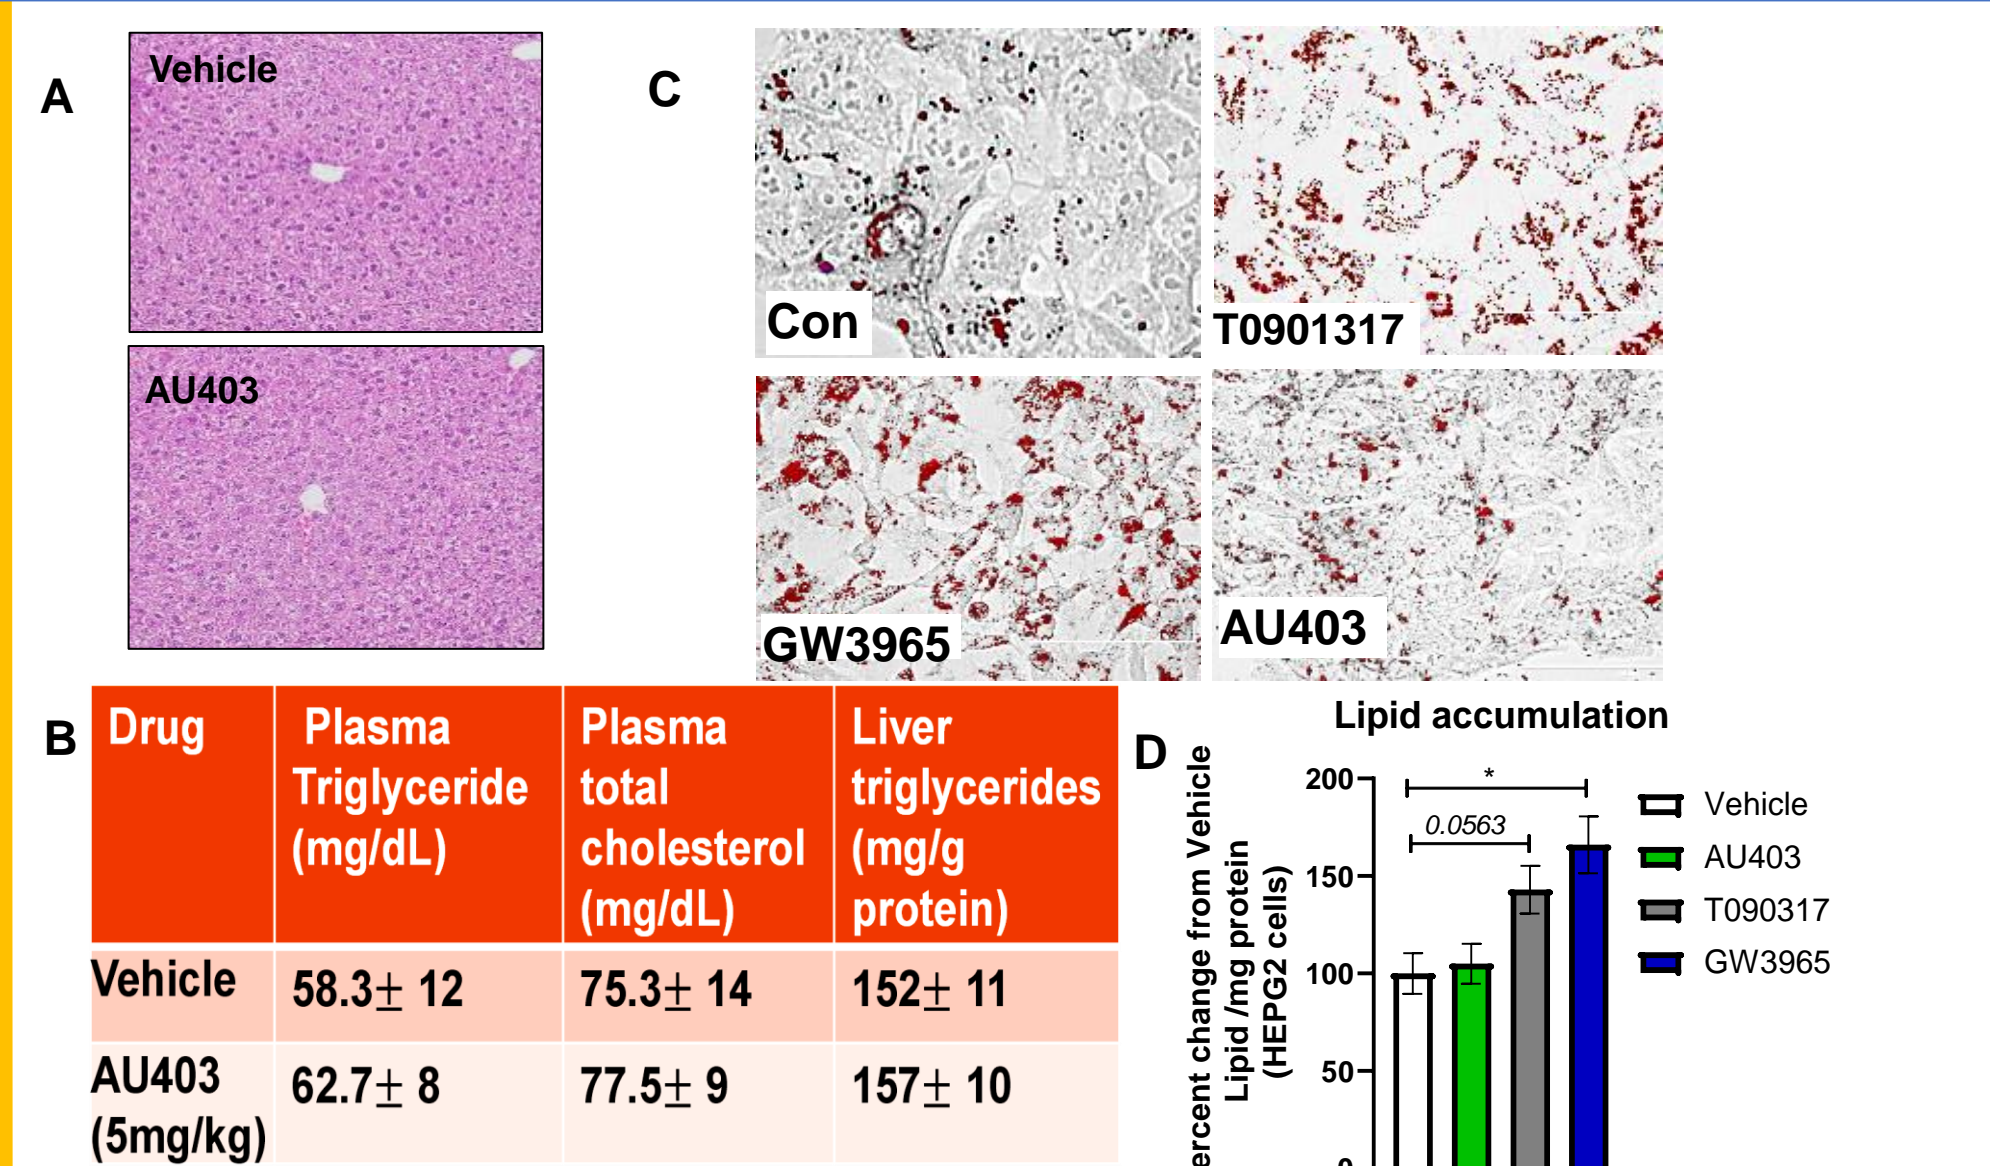 A
Vehicle
AU403
C
Con
T0901317
GW3965
AU403
B
Drug
Plasma
Triglyceride
(mg/dL)
Plasma
total
cholesterol
(mg/dL)
Liver
triglycerides
(mg/g
protein)
Vehicle
58.3± 12
75.3± 14
152± 11
AU403
(5mg/kg)
62.7± 8
77.5± 9
157± 10
D
Lipid accumulation
ercent change from Vehicle
Lipid /mg protein
(HEPG2 cells)
200
150
100
50
0
*
0.0563
Vehicle
AU403
T090317
GW3965